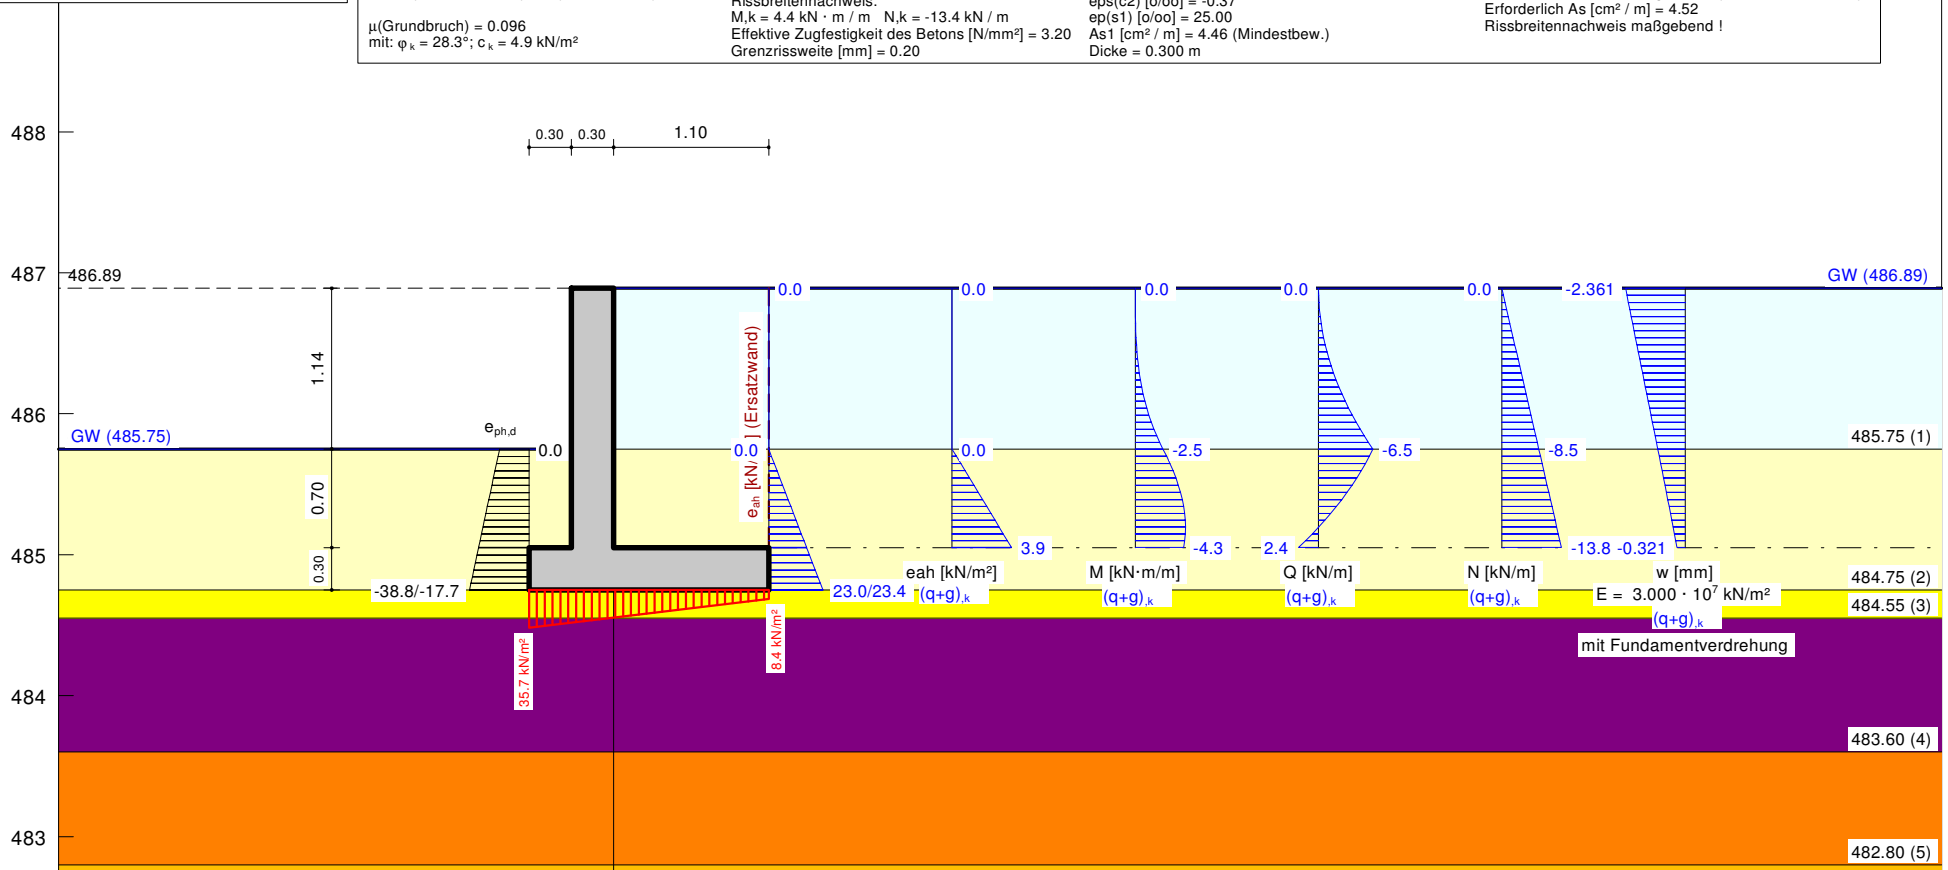 Rissbreitennachweis:
M,k = 4.4 kN · m / m   N,k = -13.4 kN / m
Effektive Zugfestigkeit des Betons [N/mm²] = 3.20
Grenzrissweite [mm] = 0.20
eps(c2) [o/oo] = -0.37
ep(s1) [o/oo] = 25.00
As1 [cm² / m] = 4.46 (Mindestbew.)
Dicke = 0.300 m
Erforderlich As [cm² / m] = 4.52
Rissbreitennachweis maßgebend !
μ(Grundbruch) = 0.096
mit: φk = 28.3°; ck = 4.9 kN/m²
488
0.30 0.30 1.10
487
486.89
GW (486.89)
0.0 0.0 0.0 0.0 0.0 -2.361
1.14
eah [kN/ ] (Ersatzwand)
486
GW (485.75)
eph,d
0.0 0.0 0.0 -2.5 -6.5 -8.5
485.75 (1)
0.70
485
3.9 -4.3 2.4 -13.8 -0.321
0.30
-38.8/-17.7
23.0/23.4
eah [kN/m²]
(q+g),k
M [kN·m/m]
(q+g),k
Q [kN/m]
(q+g),k
N [kN/m]
(q+g),k
w [mm]
E = 3.000 · 10⁷ kN/m²
(q+g),k
mit Fundamentverdrehung
484.75 (2)
484.55 (3)
35.7 kN/m²
8.4 kN/m²
484
483.60 (4)
483
482.80 (5)